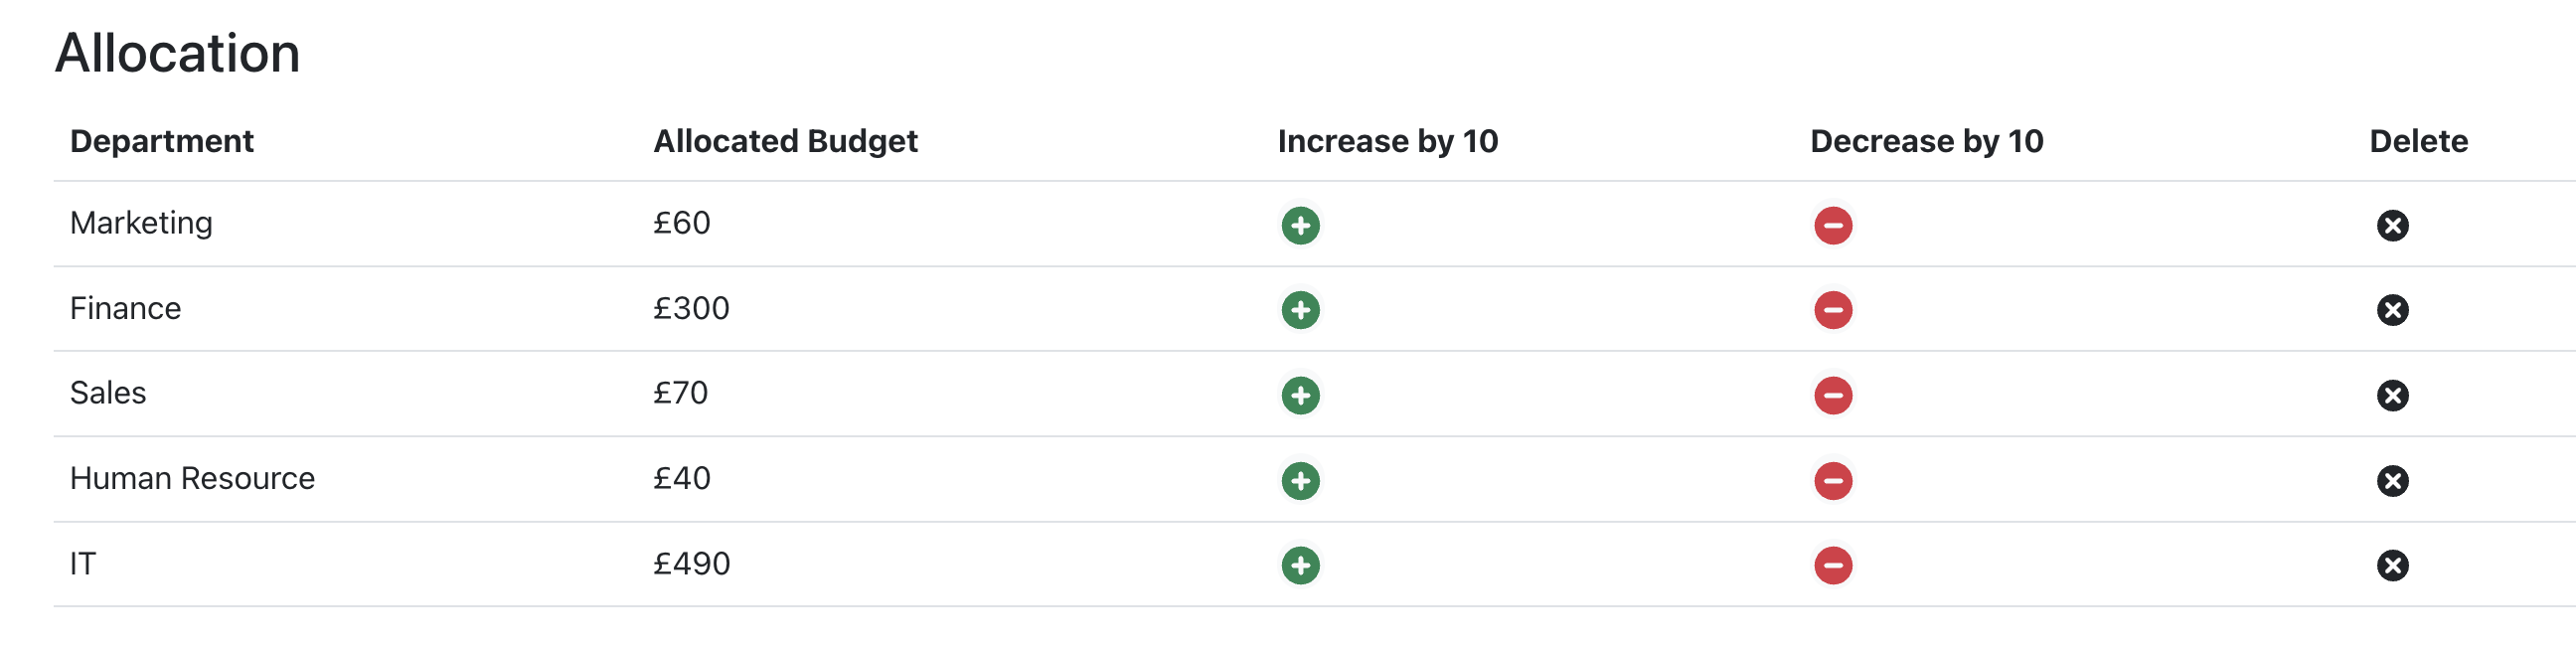 Allocation
Department Allocated Budget Increase by 10 Decrease by 10 Delete
Marketing £60
Finance £300
Sales £70
Human Resource £40
IT £490